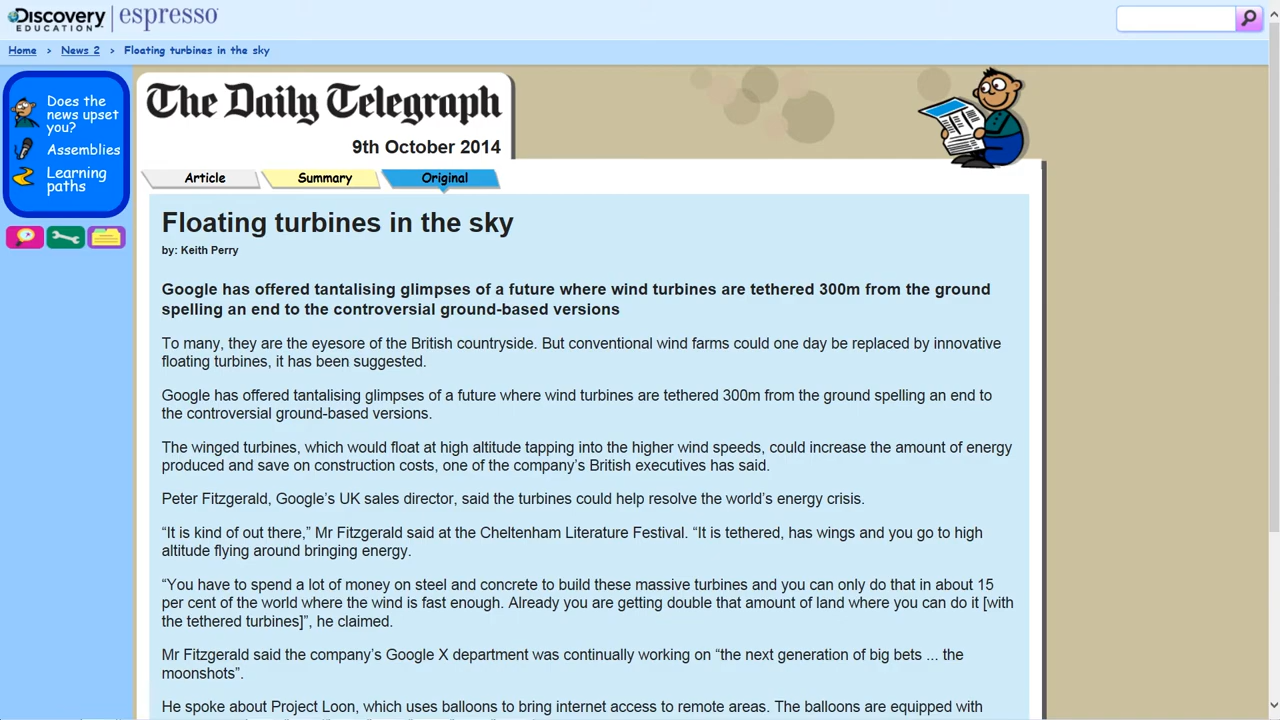 Discovery EDUCATION espresso
Home > News 2 > Floating turbines in the sky
Does the
news upset
you?
Assemblies
Learning
paths
The Daily Telegraph
9th October 2014
Article Summary Original
Floating turbines in the sky
by: Keith Perry
Google has offered tantalising glimpses of a future where wind turbines are tethered 300m from the ground
spelling an end to the controversial ground-based versions
To many, they are the eyesore of the British countryside. But conventional wind farms could one day be replaced by innovative
floating turbines, it has been suggested.
Google has offered tantalising glimpses of a future where wind turbines are tethered 300m from the ground spelling an end to
the controversial ground-based versions.
The winged turbines, which would float at high altitude tapping into the higher wind speeds, could increase the amount of energy
produced and save on construction costs, one of the company’s British executives has said.
Peter Fitzgerald, Google’s UK sales director, said the turbines could help resolve the world’s energy crisis.
“It is kind of out there,” Mr Fitzgerald said at the Cheltenham Literature Festival. “It is tethered, has wings and you go to high
altitude flying around bringing energy.
“You have to spend a lot of money on steel and concrete to build these massive turbines and you can only do that in about 15
per cent of the world where the wind is fast enough. Already you are getting double that amount of land where you can do it [with
the tethered turbines]”, he claimed.
Mr Fitzgerald said the company’s Google X department was continually working on “the next generation of big bets ... the
moonshots”.
He spoke about Project Loon, which uses balloons to bring internet access to remote areas. The balloons are equipped with